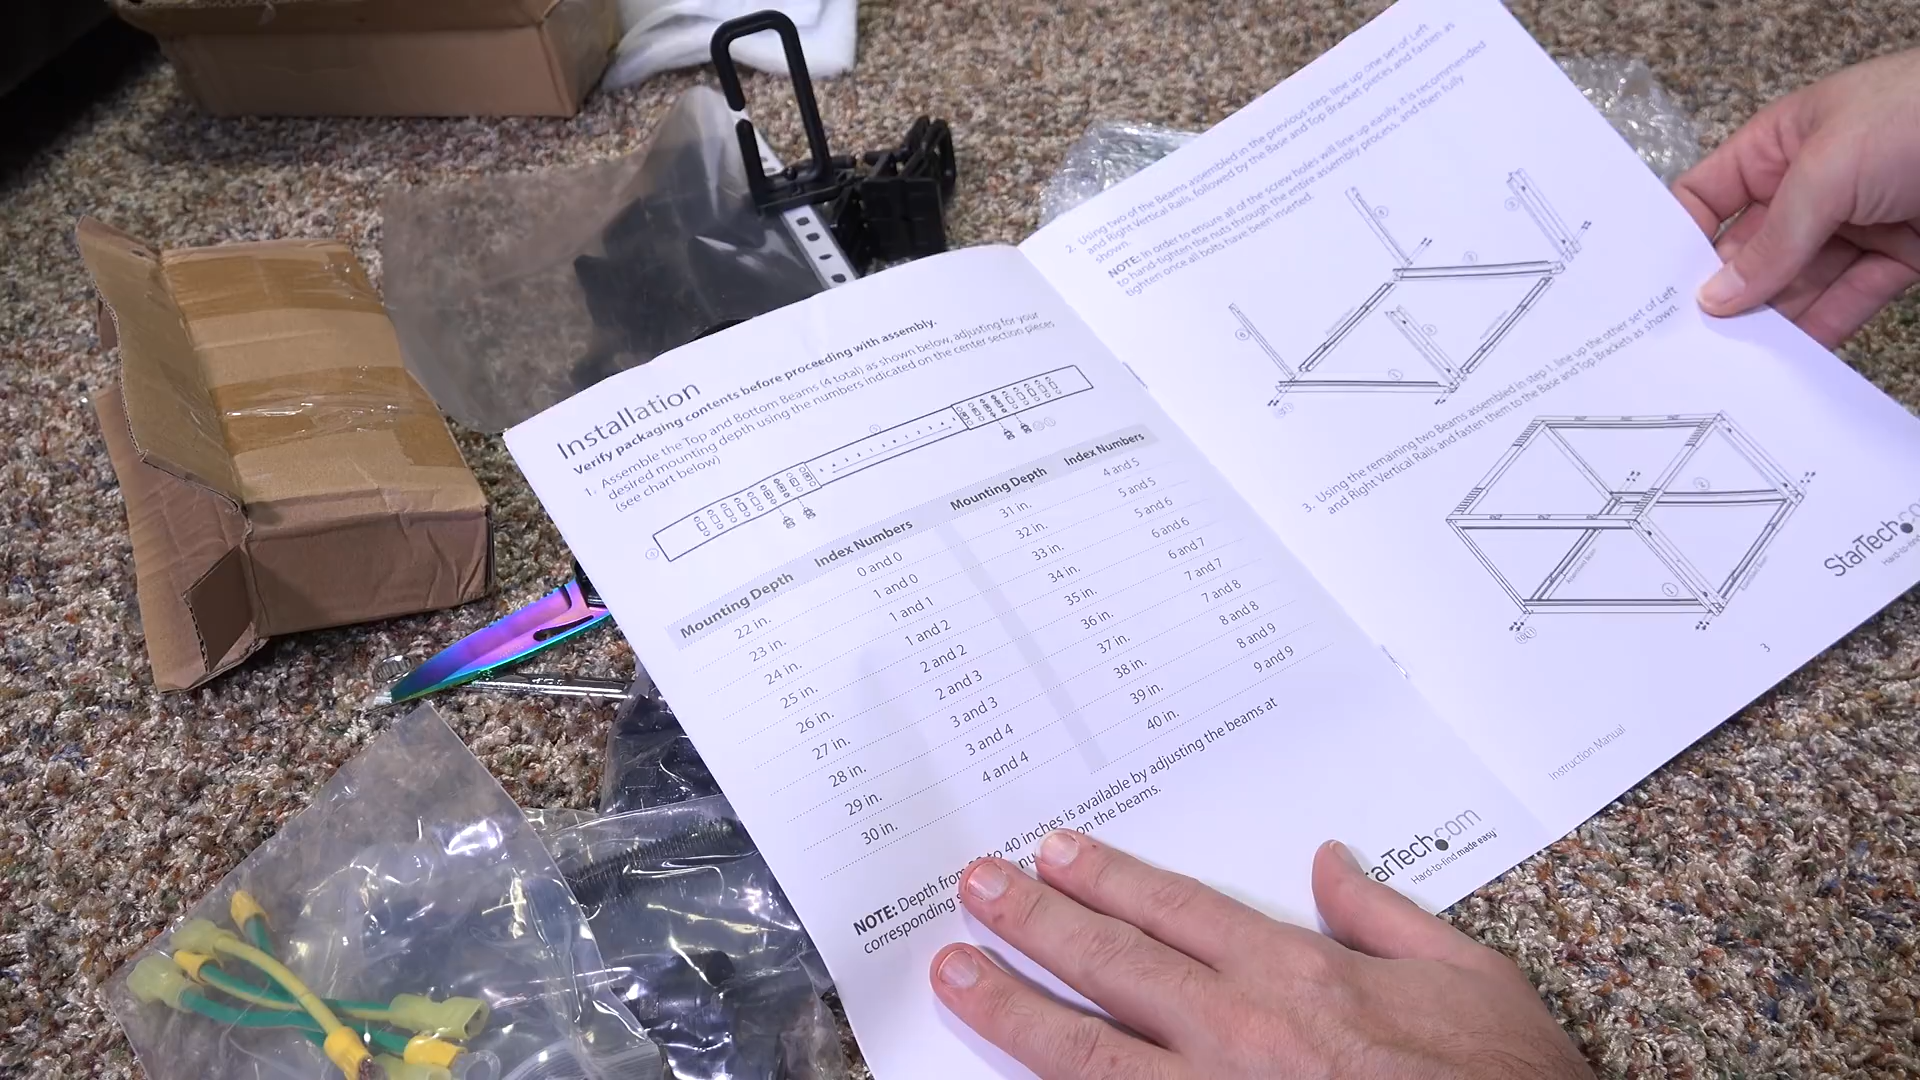 Installation
Verify packaging contents before proceeding with assembly.
1. Assemble the Top and Bottom Beams (4 total) as shown below, adjusting for your
desired mounting depth using the numbers indicated on the center section pieces
(see chart below)
Mounting Depth Index Numbers Mounting Depth Index Numbers
22 in. 0 and 0 31 in. 4 and 5
23 in. 1 and 0 32 in. 5 and 5
24 in. 1 and 1 33 in. 5 and 6
25 in. 1 and 2 34 in. 6 and 6
26 in. 2 and 2 35 in. 6 and 7
27 in. 2 and 3 36 in. 7 and 7
28 in. 3 and 3 37 in. 7 and 8
29 in. 3 and 4 38 in. 8 and 8
30 in. 4 and 4 39 in. 8 and 9
40 in. 9 and 9
NOTE: Depth from to 40 inches is available by adjusting the beams at
corresponding on the beams.
arTech.com
Hard-to-find made easy
2. Using two of the Beams assembled in the previous step, line up one set of Left
and Right Vertical Rails, followed by the Base and Top Bracket pieces and fasten as
shown.
NOTE: In order to ensure all of the screw holes will line up easily, it is recommended
to hand-tighten the nuts through the entire assembly process, and then fully
tighten once all bolts have been inserted.
3. Using the remaining two Beams assembled in step 1, line up the other set of Left
and Right Vertical Rails and fasten them to the Base and Top Brackets as shown.
StarTech.co
Hard-to-find
3
Instruction Manual